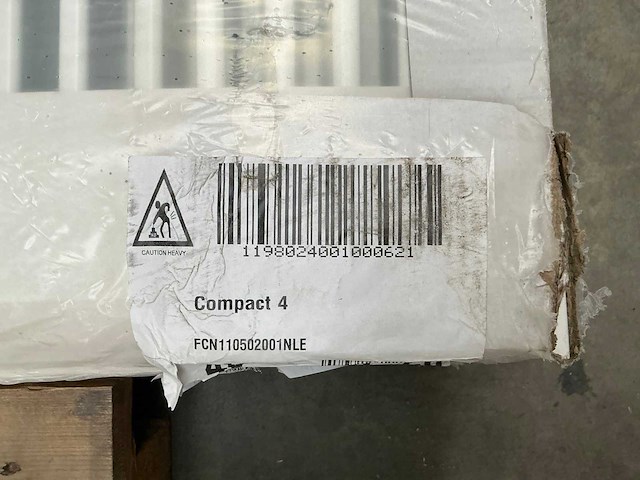 CAUTION HEAVY
1198024001000621
Compact 4
FCN110502001NLE